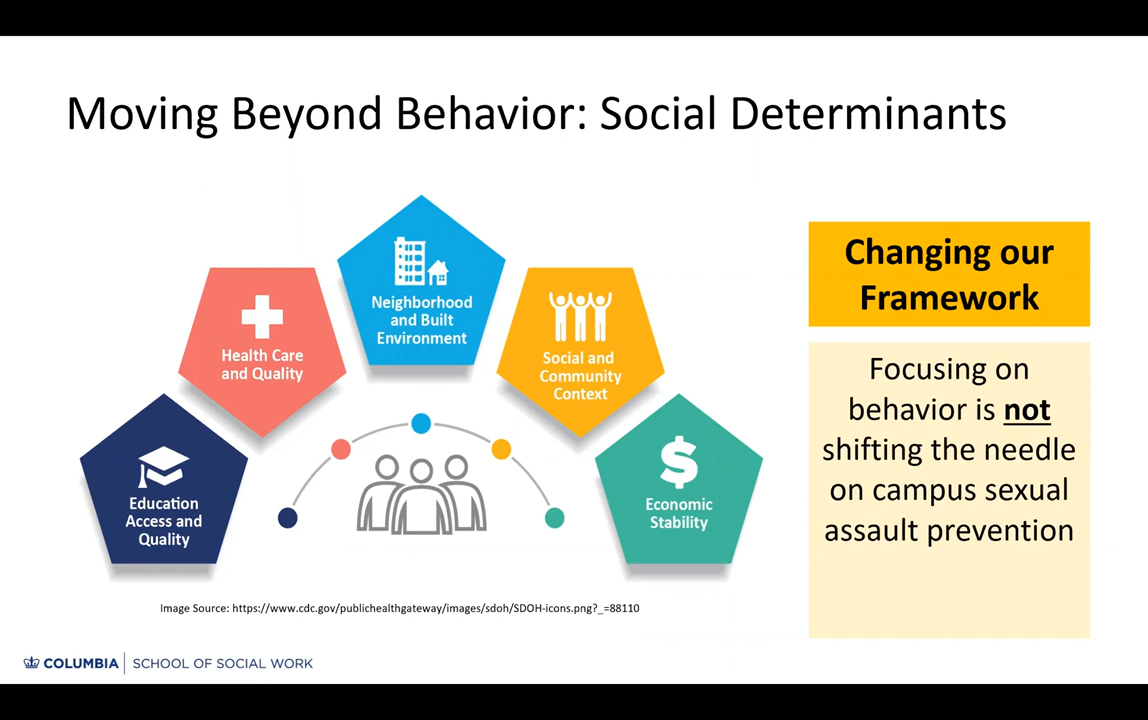 Moving Beyond Behavior: Social Determinants
Neighborhood
and Built
Environment
Health Care
and Quality
Social and
Community
Context
Education
Access and
Quality
Economic
Stability
Image Source: https://www.cdc.gov/publichealthgateway/images/sdoh/SDOH-icons.png?_=88110
Changing our
Framework
Focusing on
behavior is not
shifting the needle
on campus sexual
assault prevention
COLUMBIA | SCHOOL OF SOCIAL WORK